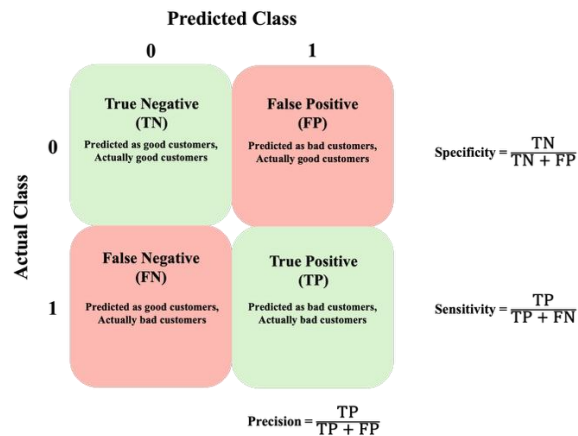 Predicted Class
0 1
Actual Class
0
True Negative
(TN)
Predicted as good customers,
Actually good customers
False Positive
(FP)
Predicted as bad customers,
Actually good customers
Specificity = TN
TN + FP
1
False Negative
(FN)
Predicted as good customers,
Actually bad customers
True Positive
(TP)
Predicted as bad customers,
Actually bad customers
Sensitivity = TP
TP + FN
Precision = TP
TP + FP